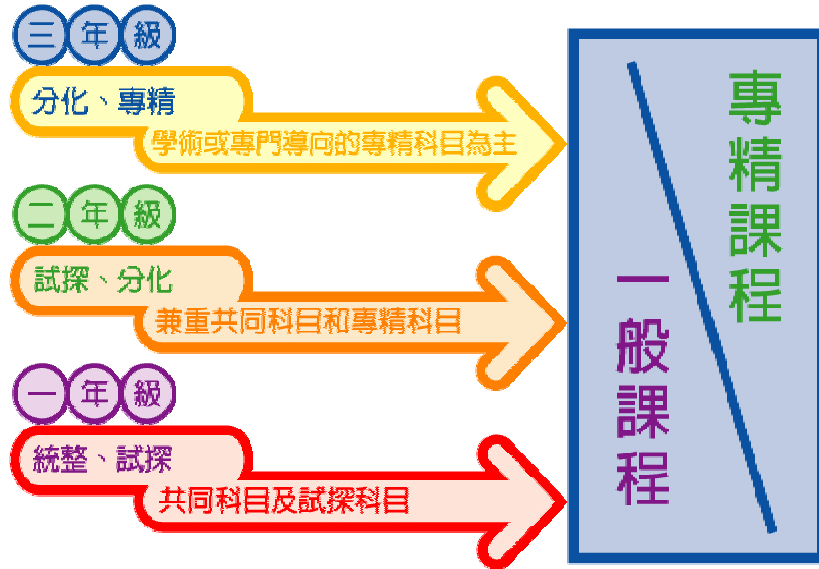 三年級
分化、專精
學術或專門導向的專精科目為主
二年級
試探、分化
兼重共同科目和專精科目
一年級
統整、試探
共同科目及試探科目
專精課程
一般課程